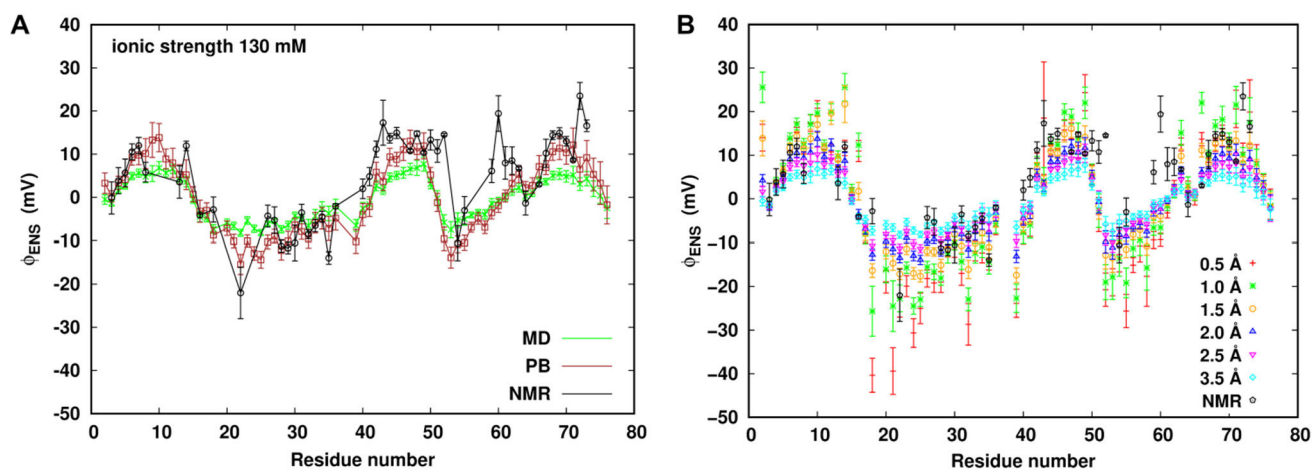 A
ionic strength 130 mM
ϕENS (mV)
40
30
20
10
0
−10
−20
−30
−40
−50
MD
PB
NMR
0 10 20 30 40 50 60 70 80
Residue number
B
ϕENS (mV)
40
30
20
10
0
−10
−20
−30
−40
−50
0.5 Å
1.0 Å
1.5 Å
2.0 Å
2.5 Å
3.5 Å
NMR
0 10 20 30 40 50 60 70 80
Residue number